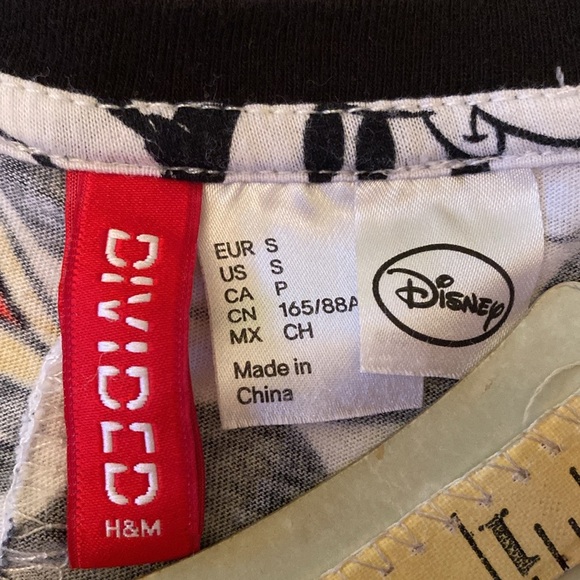 DIVIDED
H&M
EUR S
US S
CA P
CN 165/88A
MX CH
Made in
China
Disney